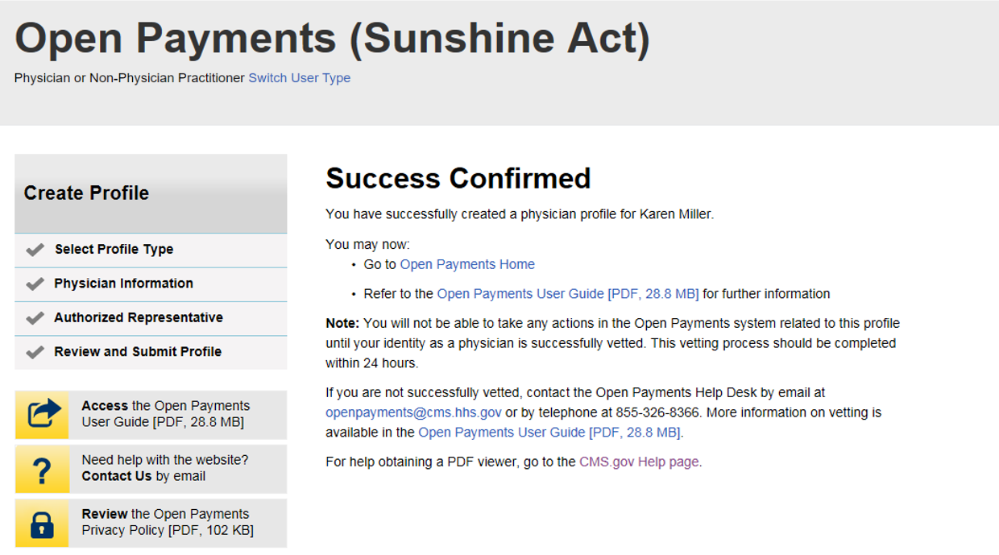 Open Payments (Sunshine Act)
Physician or Non-Physician Practitioner Switch User Type
Create Profile
Select Profile Type
Physician Information
Authorized Representative
Review and Submit Profile
Access the Open Payments
User Guide [PDF, 28.8 MB]
Need help with the website?
Contact Us by email
Review the Open Payments
Privacy Policy [PDF, 102 KB]
Success Confirmed
You have successfully created a physician profile for Karen Miller.
You may now:
• Go to Open Payments Home
• Refer to the Open Payments User Guide [PDF, 28.8 MB] for further information
Note: You will not be able to take any actions in the Open Payments system related to this profile
until your identity as a physician is successfully vetted. This vetting process should be completed
within 24 hours.
If you are not successfully vetted, contact the Open Payments Help Desk by email at
openpayments@cms.hhs.gov or by telephone at 855-326-8366. More information on vetting is
available in the Open Payments User Guide [PDF, 28.8 MB].
For help obtaining a PDF viewer, go to the CMS.gov Help page.